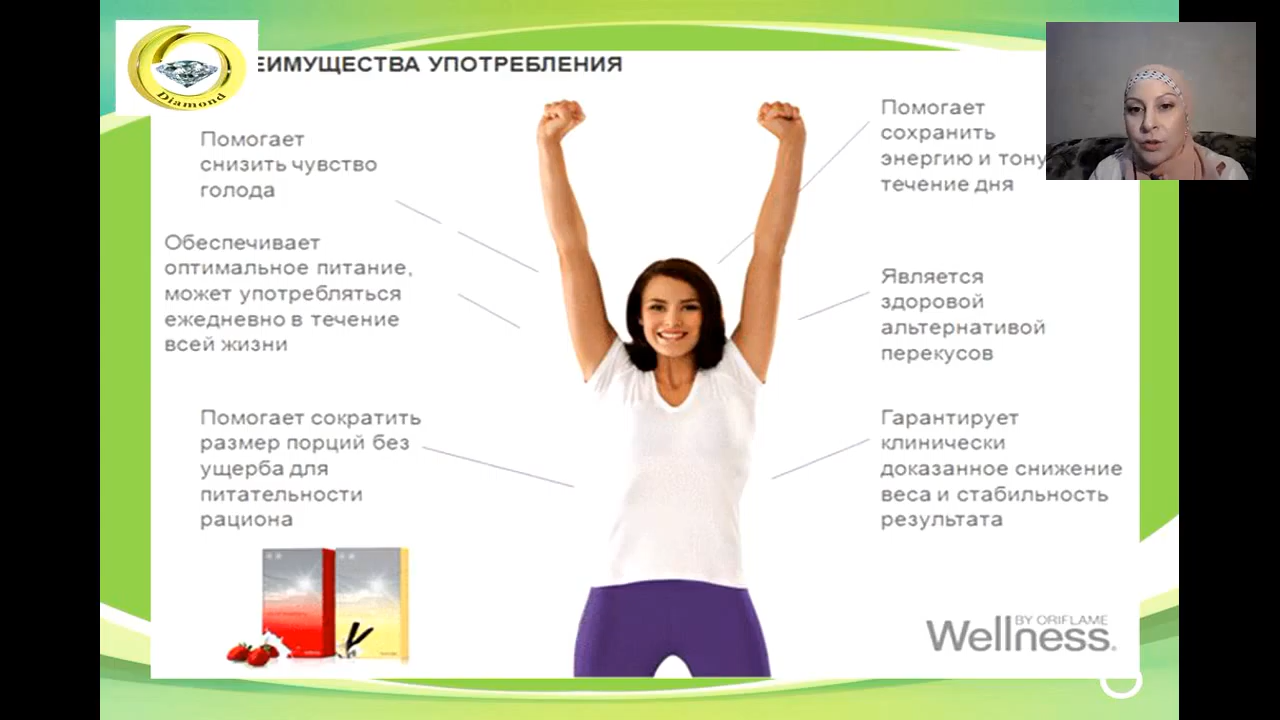 Diamond
ЕИМУЩЕСТВА УПОТРЕБЛЕНИЯ
Помогает
снизить чувство
голода
Обеспечивает
оптимальное питание,
может употребляться
ежедневно в течение
всей жизни
Помогает сократить
размер порций без
ущерба для
питательности
рациона
Помогает
сохранить
энергию и тону
течение дня
Является
здоровой
альтернативой
перекусов
Гарантирует
клинически
доказанное снижение
веса и стабильность
результата
BY ORIFLAME
Wellness.